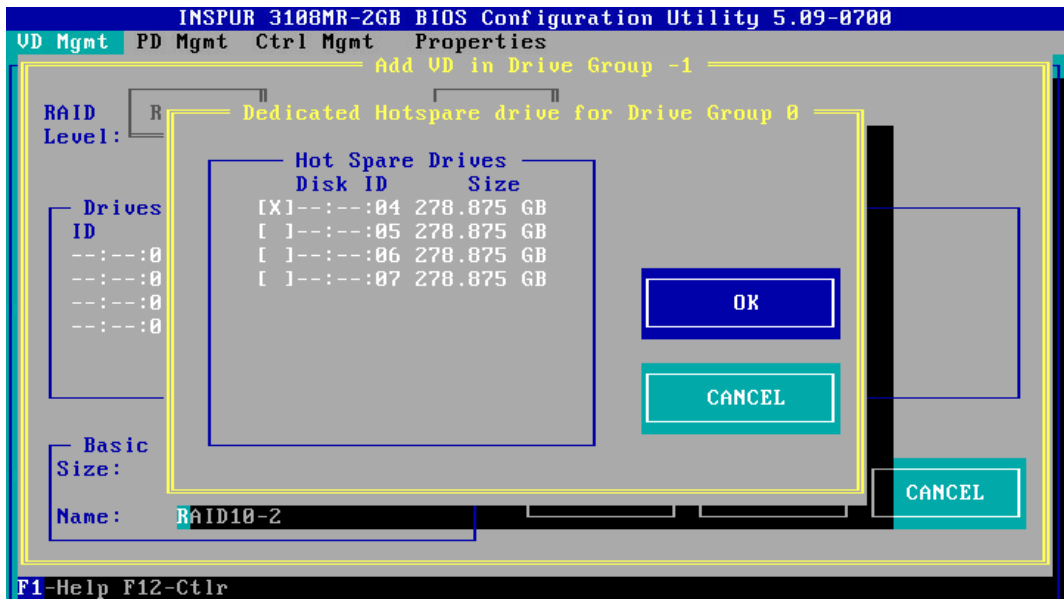 INSPUR 3108MR-2GB BIOS Configuration Utility 5.09-0700
VD Mgmt PD Mgmt Ctrl Mgmt Properties
Add VD in Drive Group -1
RAID Level: R
Dedicated Hotspare drive for Drive Group 0
Hot Spare Drives
Disk ID Size
[X]--:--:04 278.875 GB
[ ]--:--:05 278.875 GB
[ ]--:--:06 278.875 GB
[ ]--:--:07 278.875 GB
OK
CANCEL
Drives
ID
--:--:0
--:--:0
--:--:0
--:--:0
Basic
Size:
Name: RAID10-2
CANCEL
F1-Help F12-Ctlr